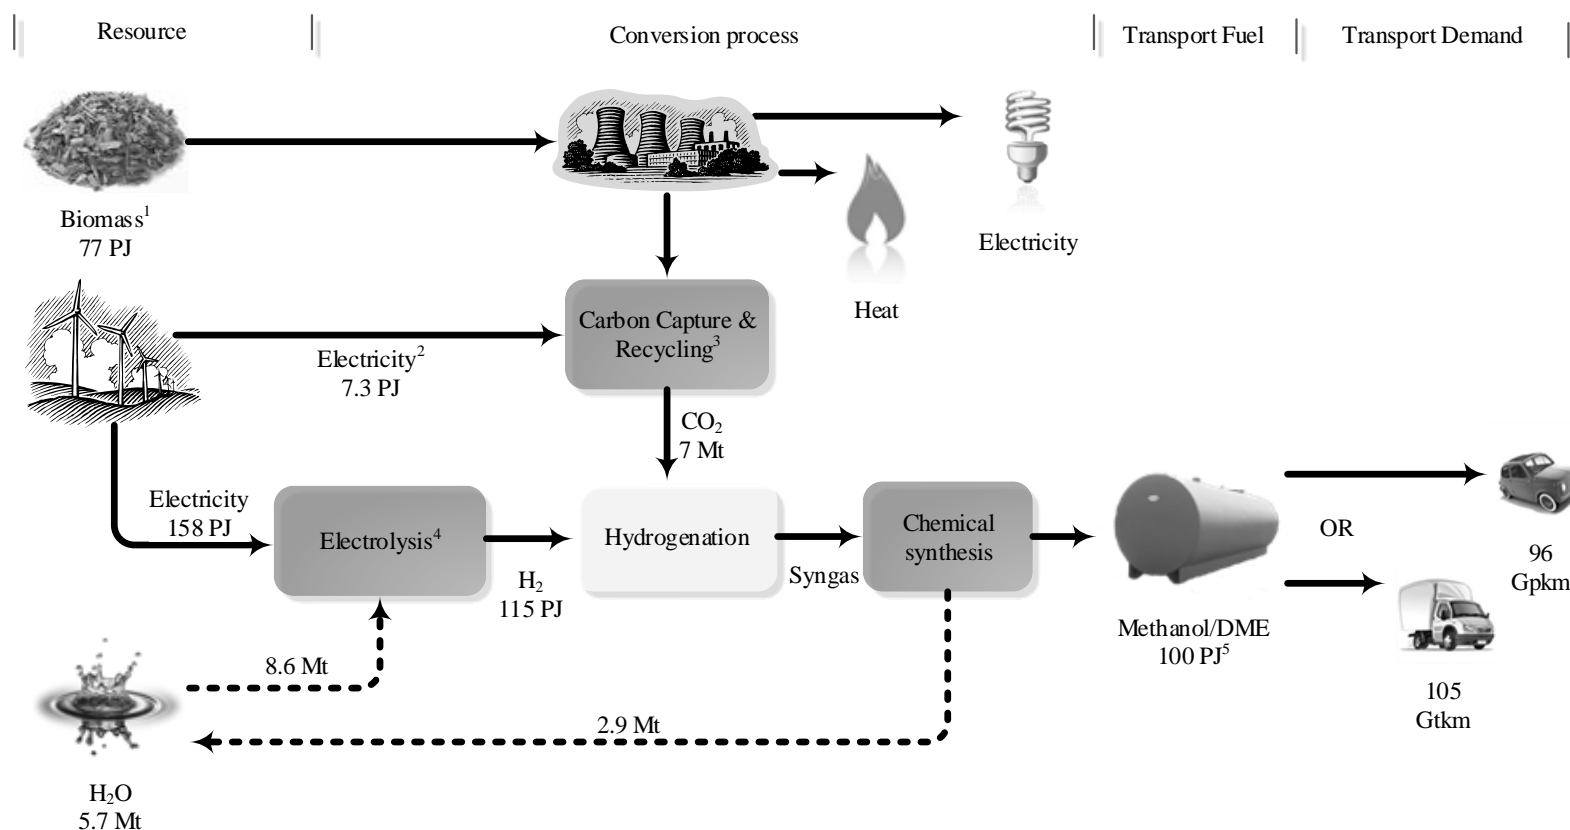 Resource
Conversion process
Transport Fuel
Transport Demand
Biomass¹
77 PJ
Electricity
Heat
Electricity²
7.3 PJ
Carbon Capture &
Recycling³
CO₂
7 Mt
Electricity
158 PJ
Electrolysis⁴
H₂
115 PJ
Hydrogenation
Syngas
Chemical
synthesis
Methanol/DME
100 PJ⁵
OR
96
Gpkm
105
Gtkm
8.6 Mt
2.9 Mt
H₂O
5.7 Mt